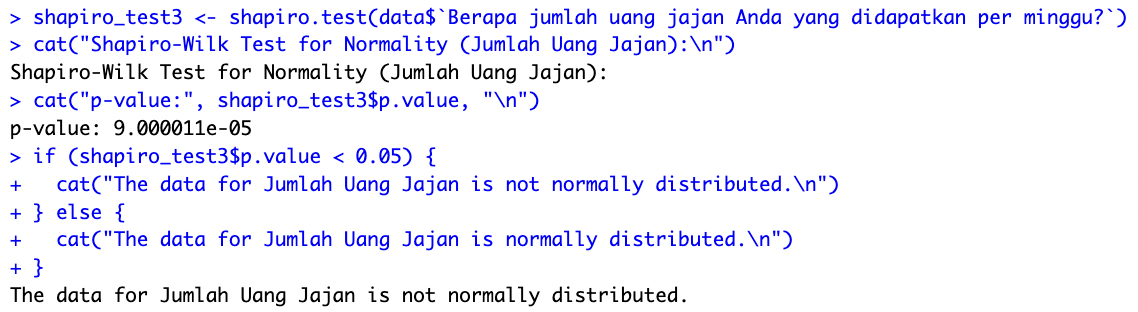 > shapiro_test3 <- shapiro.test(data$`Berapa jumlah uang jajan Anda yang didapatkan per minggu?`)
> cat("Shapiro-Wilk Test for Normality (Jumlah Uang Jajan):\n")
Shapiro-Wilk Test for Normality (Jumlah Uang Jajan):
> cat("p-value:", shapiro_test3$p.value, "\n")
p-value: 9.000011e-05
> if (shapiro_test3$p.value < 0.05) {
+   cat("The data for Jumlah Uang Jajan is not normally distributed.\n")
+ } else {
+   cat("The data for Jumlah Uang Jajan is normally distributed.\n")
+ }
The data for Jumlah Uang Jajan is not normally distributed.